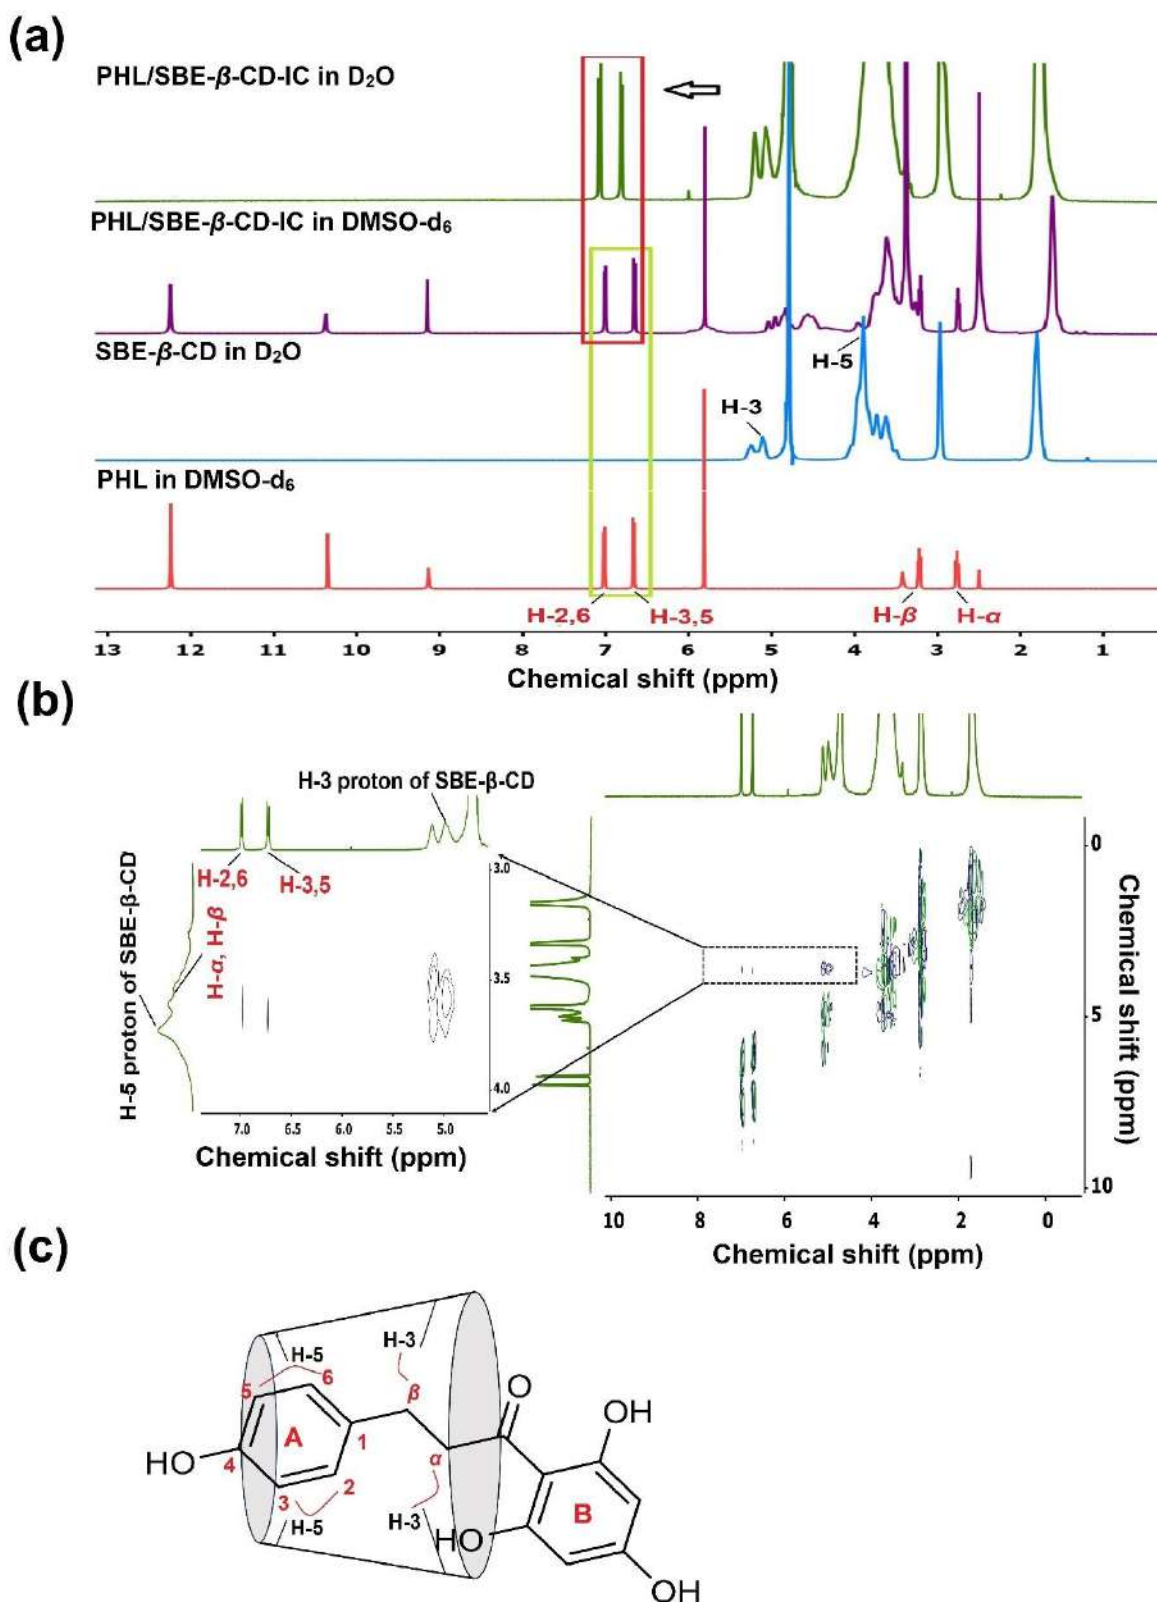 (a)
PHL/SBE-β-CD-IC in D₂O
PHL/SBE-β-CD-IC in DMSO-d₆
SBE-β-CD in D₂O
H-5
H-3
PHL in DMSO-d₆
H-2,6
H-3,5
H-β
H-α
13 12 11 10 9 8 7 6 5 4 3 2 1
Chemical shift (ppm)
(b)
H-3 proton of SBE-β-CD
H-2,6
H-3,5
H-5 proton of SBE-β-CD
H-α, H-β
3.0
3.5
4.0
7.0 6.5 6.0 5.5 5.0
Chemical shift (ppm)
0
5
10
Chemical shift (ppm)
10 8 6 4 2 0
Chemical shift (ppm)
(c)
H-5
H-3
5
6
β
O
OH
A
1
HO
4
α
2
3
H-5
H-3
HO
B
OH